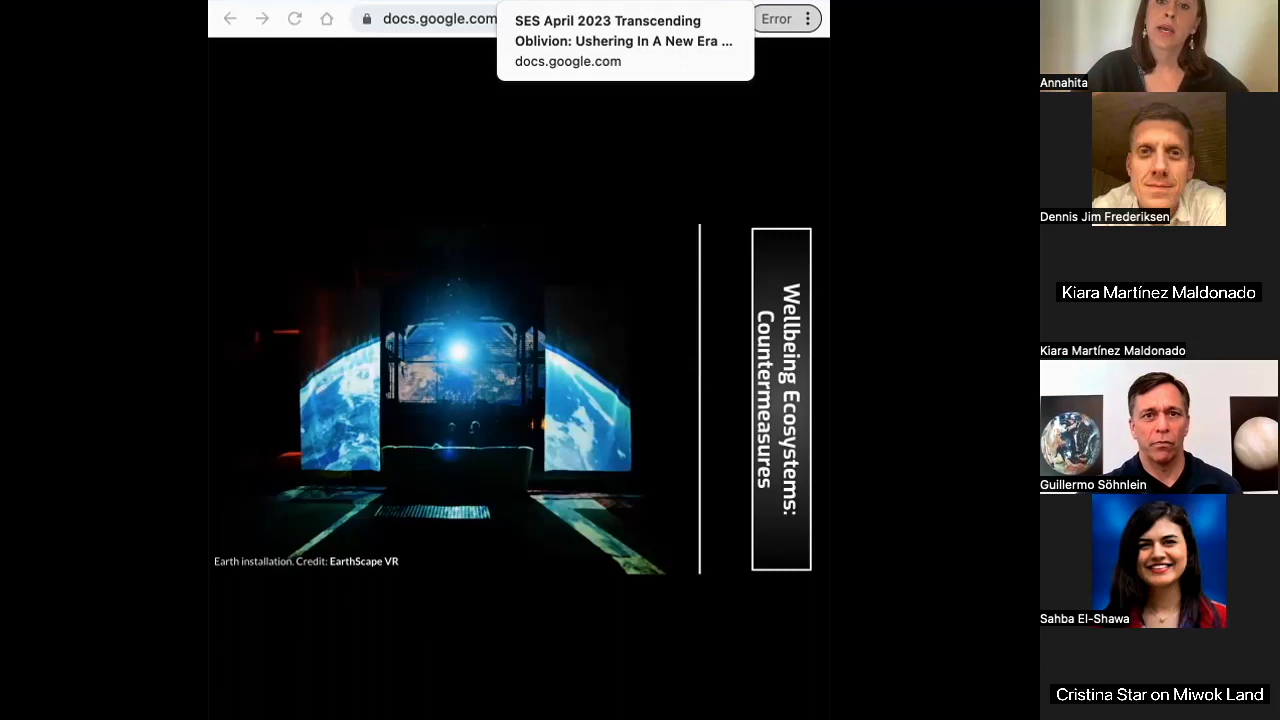 docs.google.com
SES April 2023 Transcending
Oblivion: Ushering In A New Era ...
docs.google.com
Error
Wellbeing Ecosystems:
Countermeasures
Earth installation. Credit: EarthScape VR
Annahita
Dennis Jim Frederiksen
Kiara Martínez Maldonado
Kiara Martínez Maldonado
Guillermo Söhnlein
Sahba El-Shawa
Cristina Star on Miwok Land